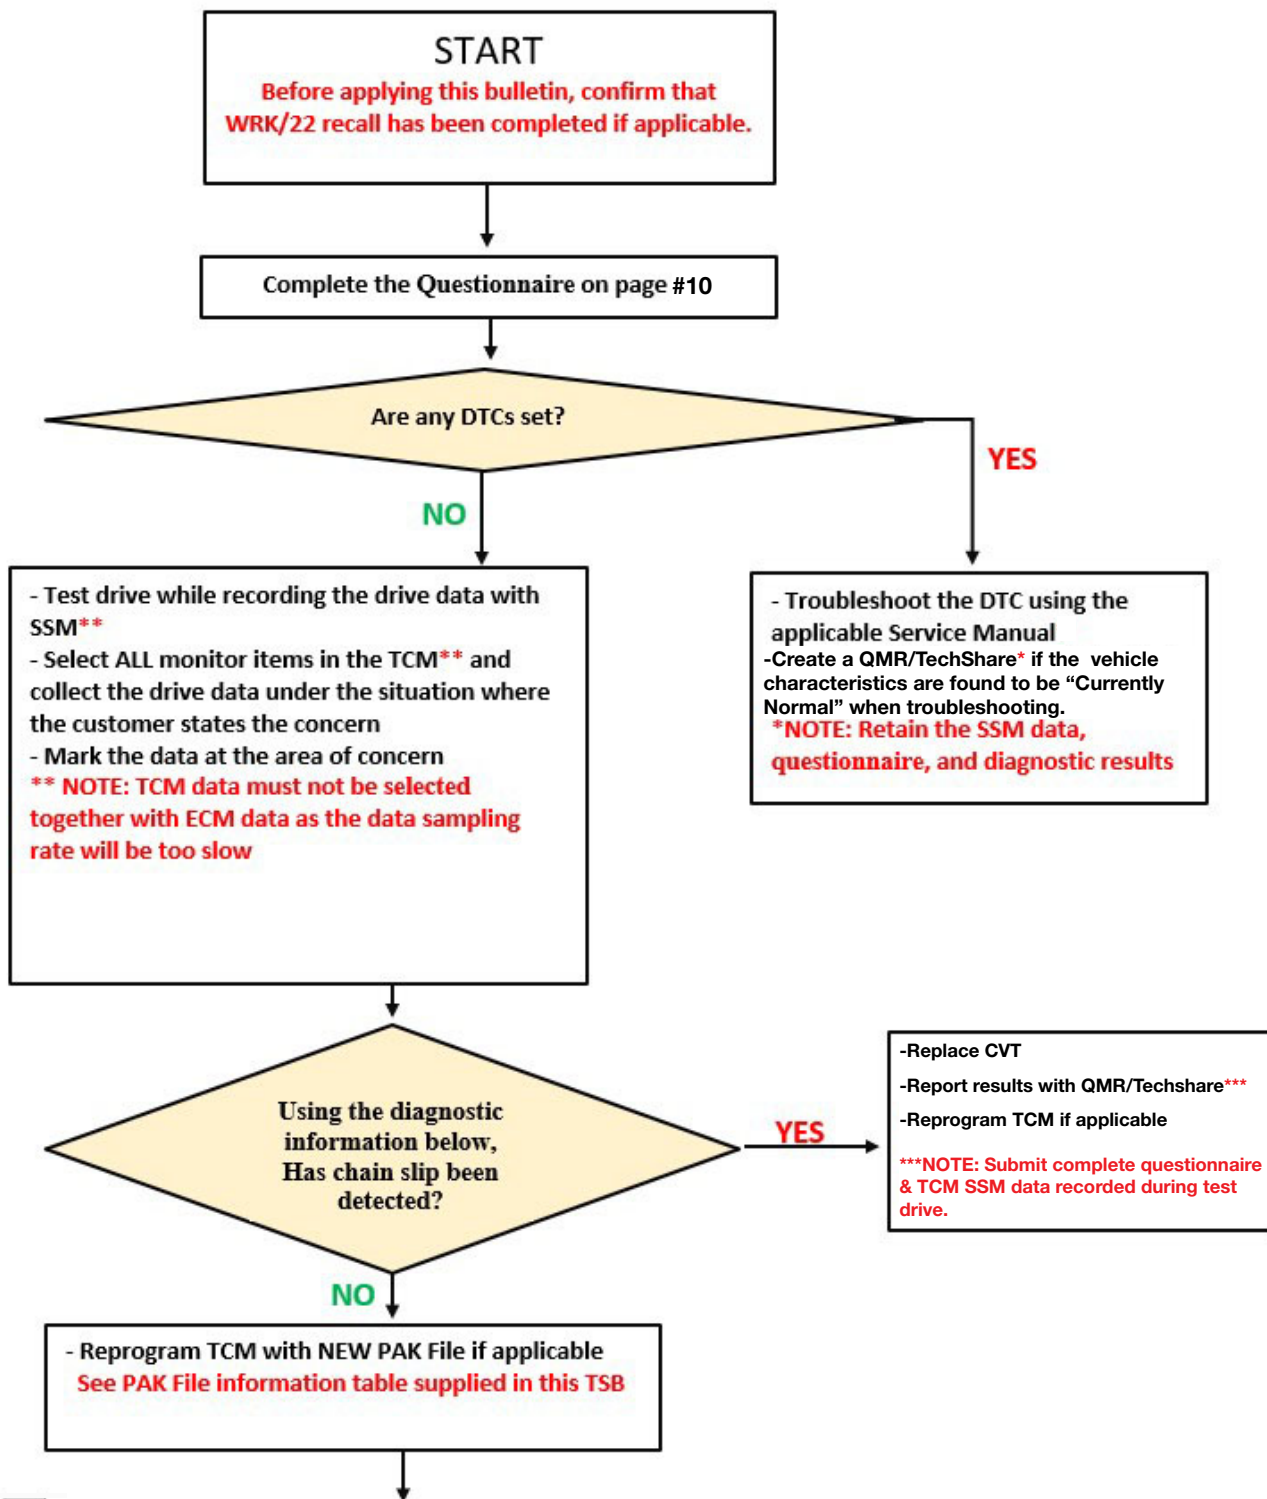 START
Before applying this bulletin, confirm that
WRK/22 recall has been completed if applicable.
Complete the Questionnaire on page #10
Are any DTCs set?
YES
NO
- Test drive while recording the drive data with
SSM**
- Select ALL monitor items in the TCM** and
collect the drive data under the situation where
the customer states the concern
- Mark the data at the area of concern
** NOTE: TCM data must not be selected
together with ECM data as the data sampling
rate will be too slow
- Troubleshoot the DTC using the
applicable Service Manual
-Create a QMR/TechShare* if the vehicle
characteristics are found to be “Currently
Normal” when troubleshooting.
*NOTE: Retain the SSM data,
questionnaire, and diagnostic results
Using the diagnostic
information below,
Has chain slip been
detected?
YES
-Replace CVT
-Report results with QMR/Techshare***
-Reprogram TCM if applicable
***NOTE: Submit complete questionnaire
& TCM SSM data recorded during test
drive.
NO
- Reprogram TCM with NEW PAK File if applicable
See PAK File information table supplied in this TSB